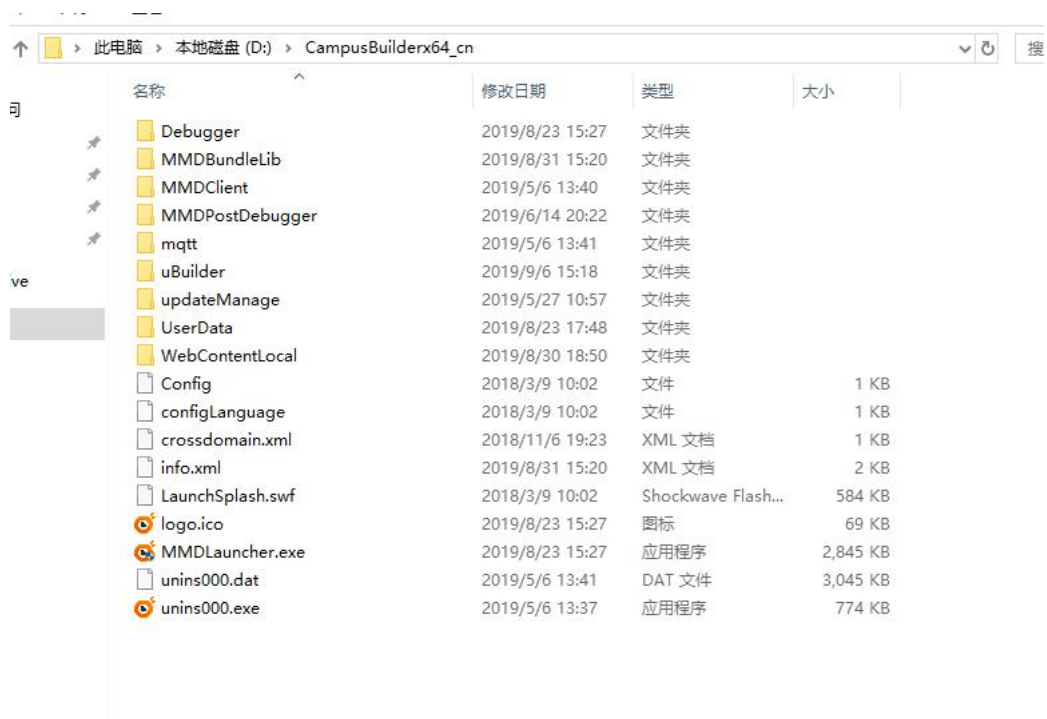 此电脑 > 本地磁盘 (D:) > CampusBuilderx64_cn 搜
名称 修改日期 类型 大小
问
Debugger 2019/8/23 15:27 文件夹
MMDBundleLib 2019/8/31 15:20 文件夹
MMDClient 2019/5/6 13:40 文件夹
MMDPostDebugger 2019/6/14 20:22 文件夹
mqtt 2019/5/6 13:41 文件夹
uBuilder 2019/9/6 15:18 文件夹
ive
updateManage 2019/5/27 10:57 文件夹
UserData 2019/8/23 17:48 文件夹
WebContentLocal 2019/8/30 18:50 文件夹
Config 2018/3/9 10:02 文件 1 KB
configLanguage 2018/3/9 10:02 文件 1 KB
crossdomain.xml 2018/11/6 19:23 XML 文档 1 KB
info.xml 2019/8/31 15:20 XML 文档 2 KB
LaunchSplash.swf 2018/3/9 10:02 Shockwave Flash... 584 KB
logo.ico 2019/8/23 15:27 图标 69 KB
MMDLauncher.exe 2019/8/23 15:27 应用程序 2,845 KB
unins000.dat 2019/5/6 13:41 DAT 文件 3,045 KB
unins000.exe 2019/5/6 13:37 应用程序 774 KB